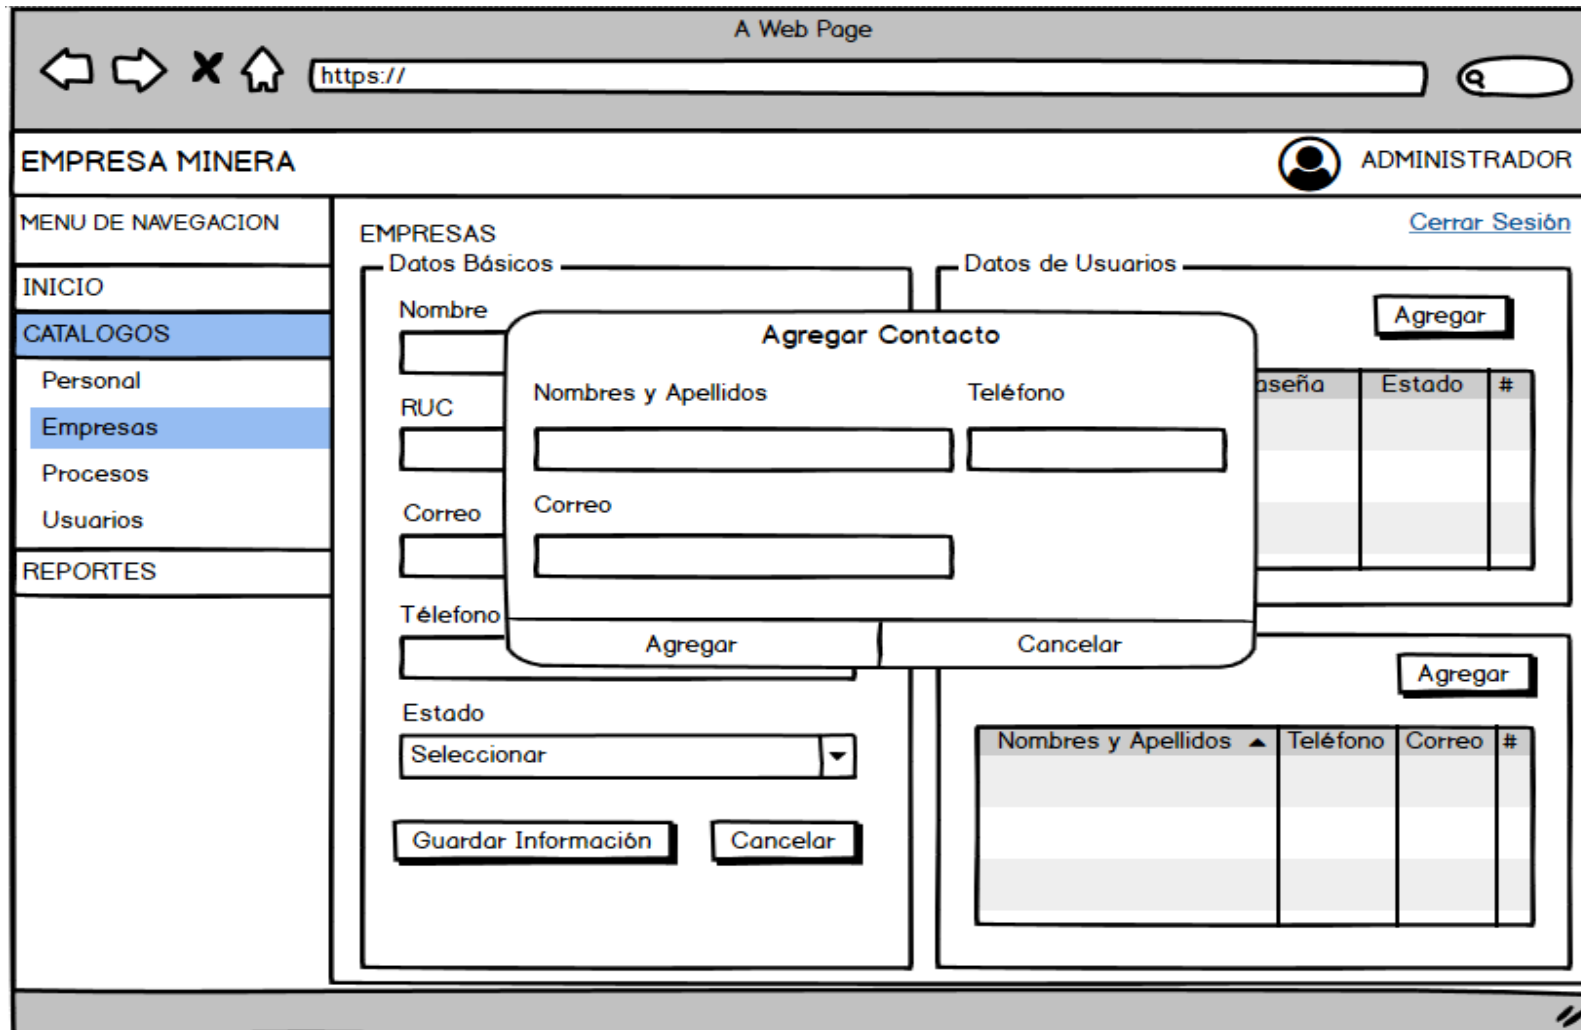 A Web Page
https://
EMPRESA MINERA
ADMINISTRADOR
MENU DE NAVEGACION
Cerrar Sesión
INICIO
CATALOGOS
Personal
Empresas
Procesos
Usuarios
REPORTES
EMPRESAS
Datos Básicos
Nombre
RUC
Correo
Télefono
Estado
Seleccionar
Guardar Información
Cancelar
Agregar Contacto
Nombres y Apellidos
Teléfono
Correo
Agregar
Cancelar
Datos de Usuarios
Agregar
aseña Estado #
Agregar
Nombres y Apellidos Teléfono Correo #